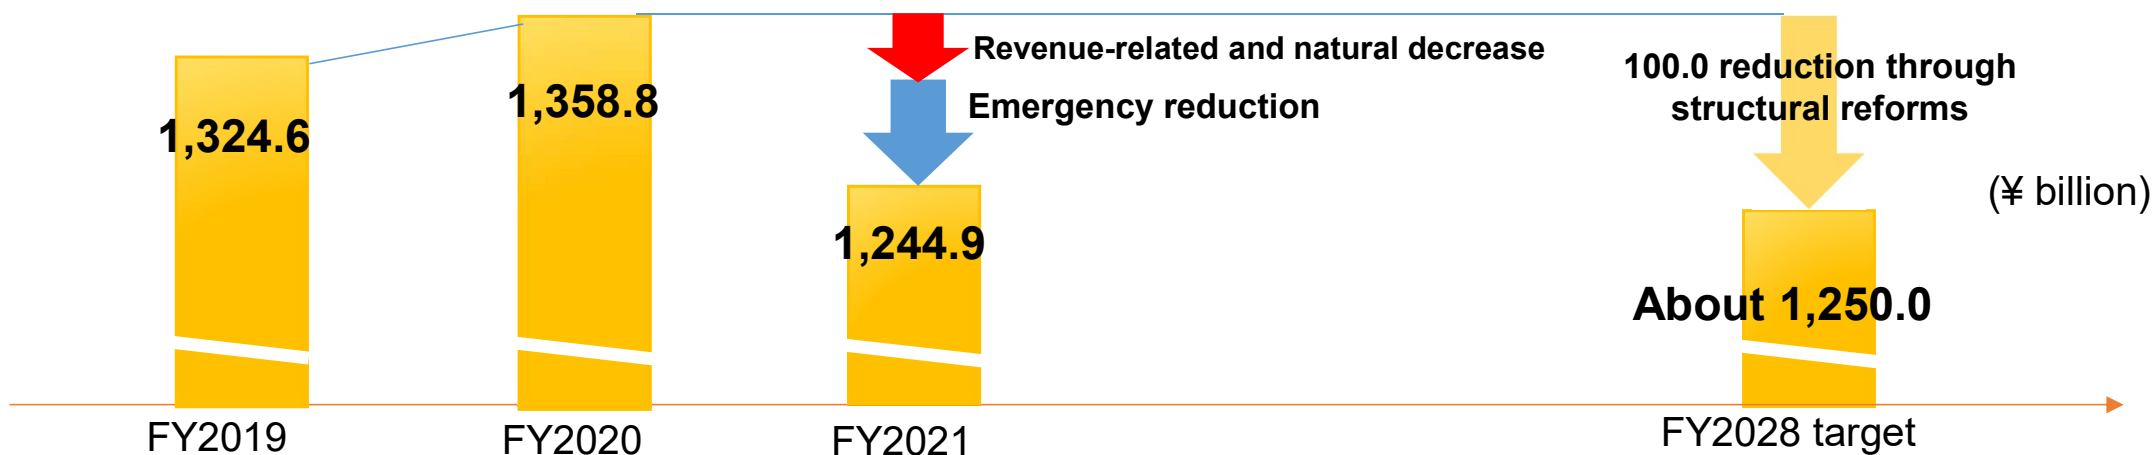 Revenue-related and natural decrease
Emergency reduction
100.0 reduction through
structural reforms
(¥ billion)
1,324.6
1,358.8
1,244.9
About 1,250.0
FY2019
FY2020
FY2021
FY2028 target